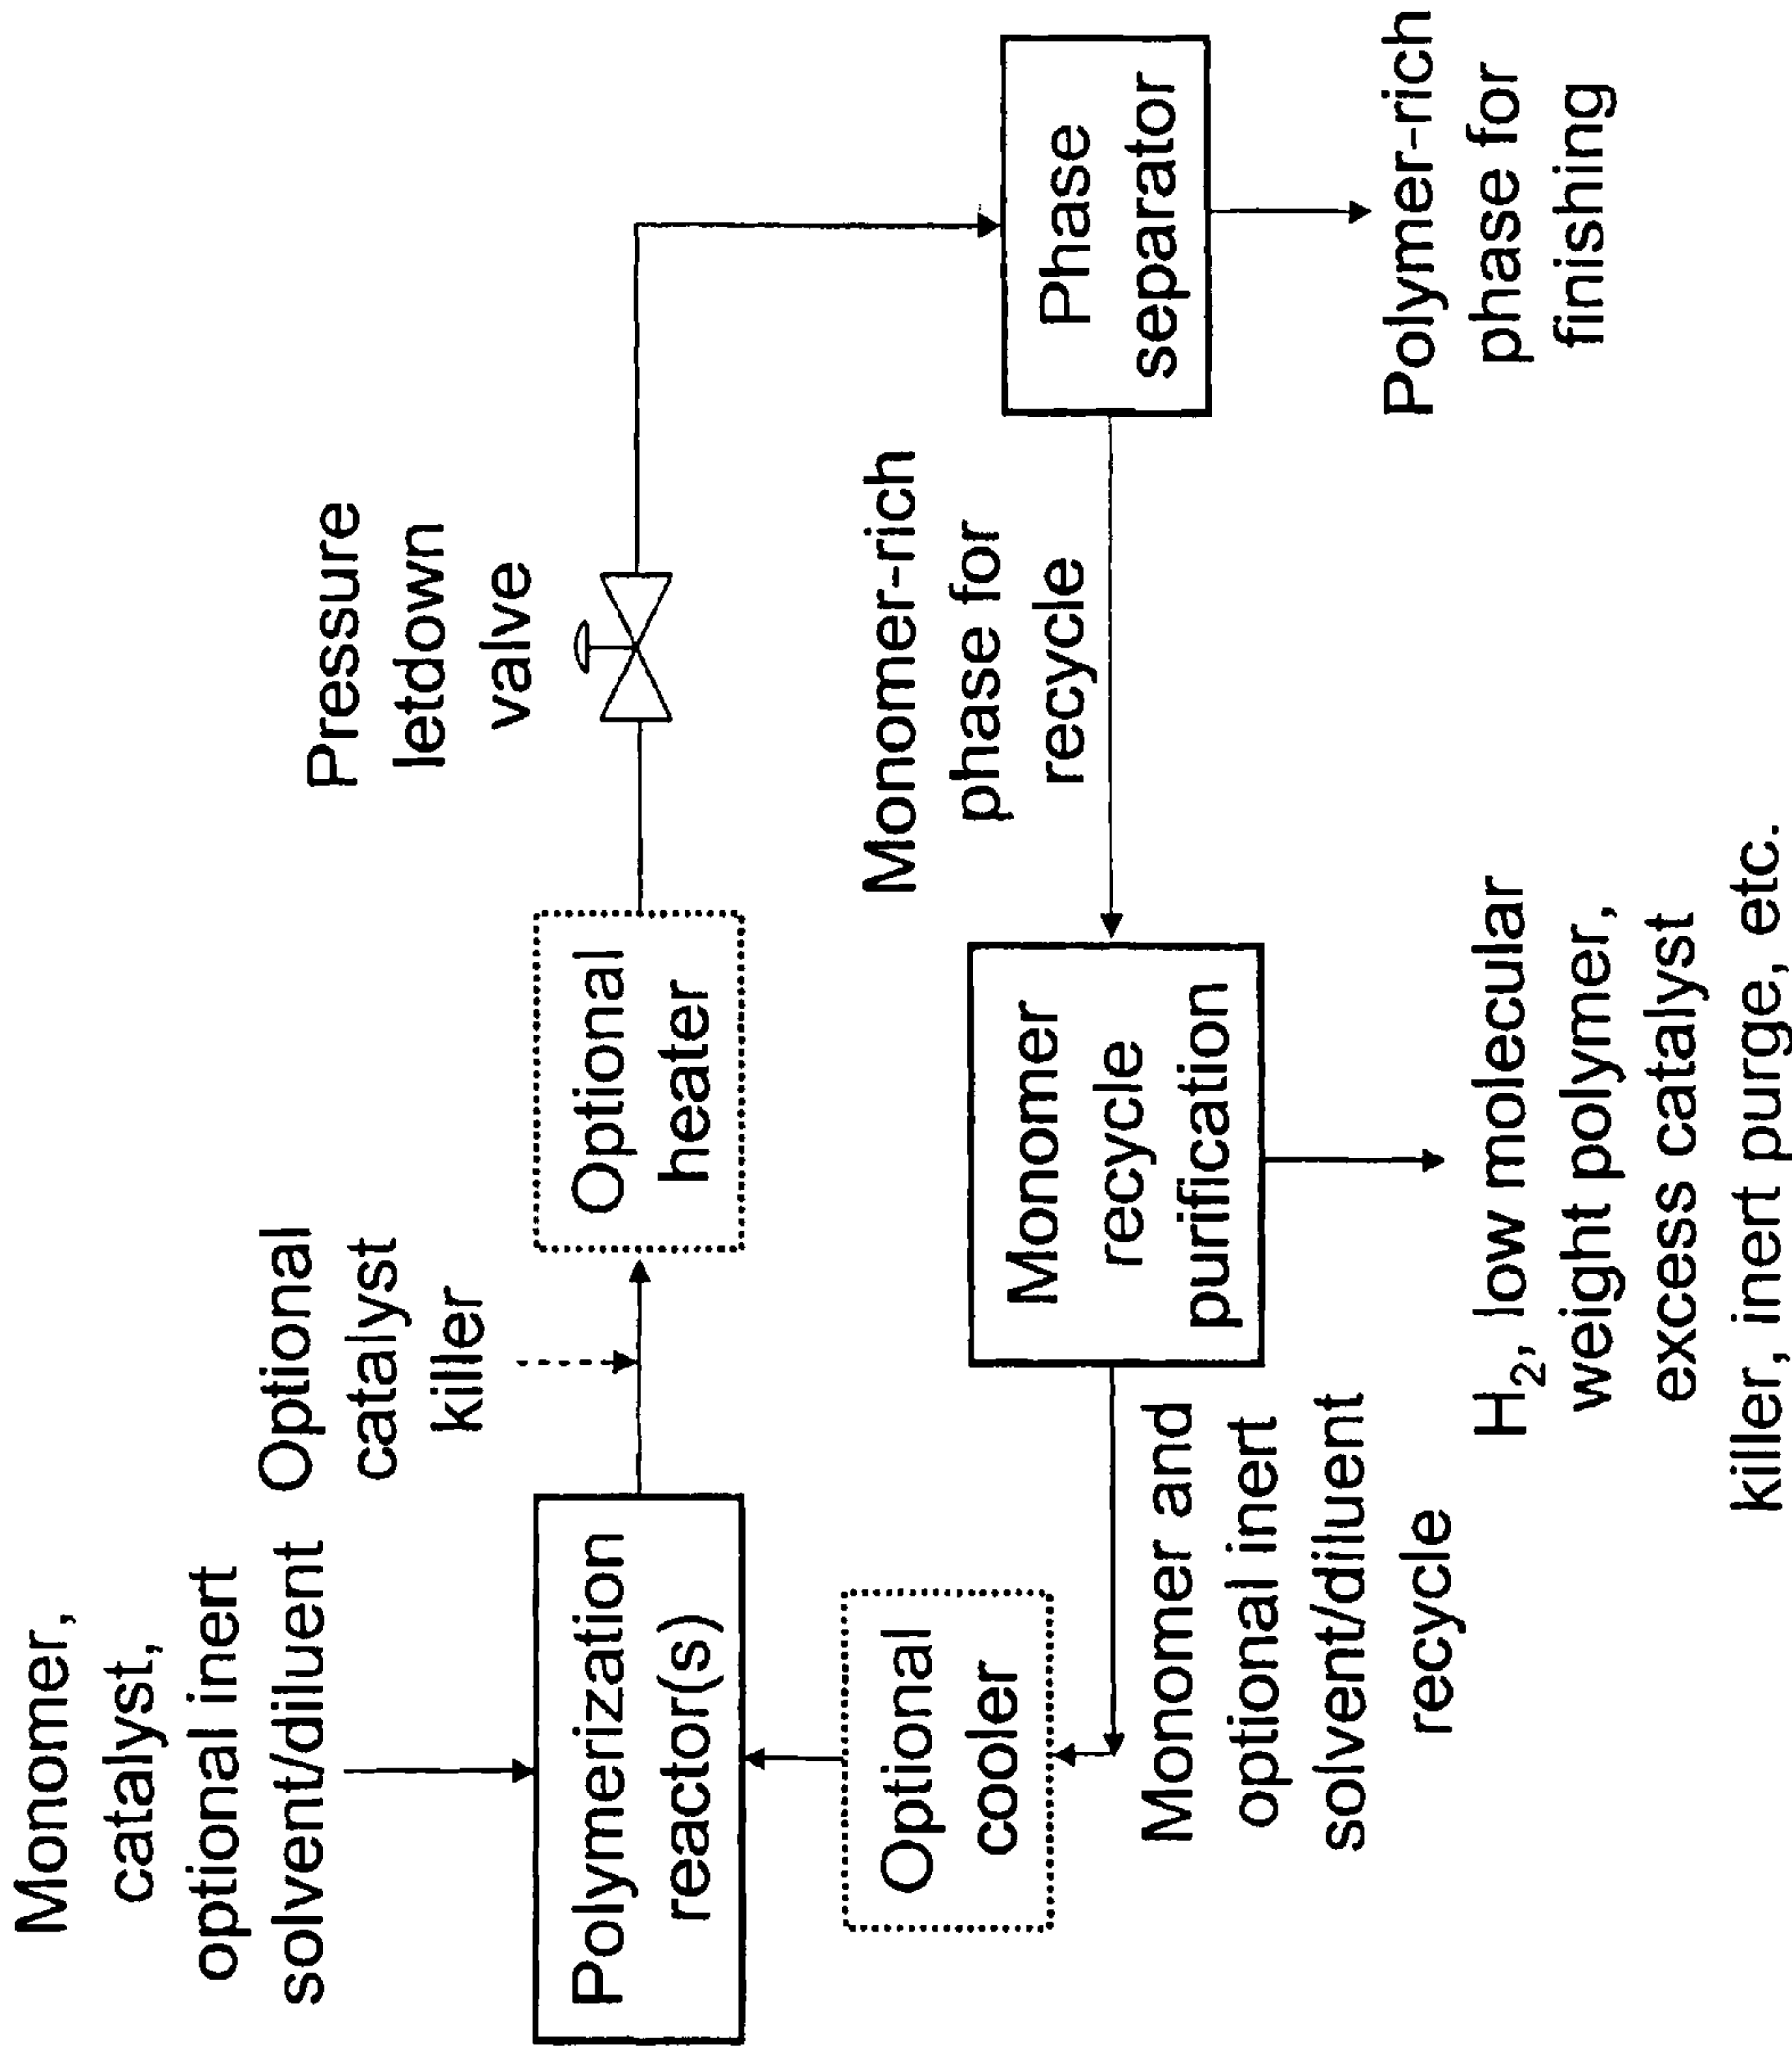 Monomer,
catalyst,
optional inert
solvent/diluent
Optional
catalyst
killer
Pressure
letdown
valve
Polymerization
reactor(s)
Optional
heater
Optional
cooler
Monomer-rich
phase for
recycle
Monomer
recycle
purification
Phase
separator
Monomer and
optional inert
solvent/diluent
recycle
H₂, low molecular
weight polymer,
excess catalyst
killer, inert purge, etc.
Polymer-rich
phase for
finishing